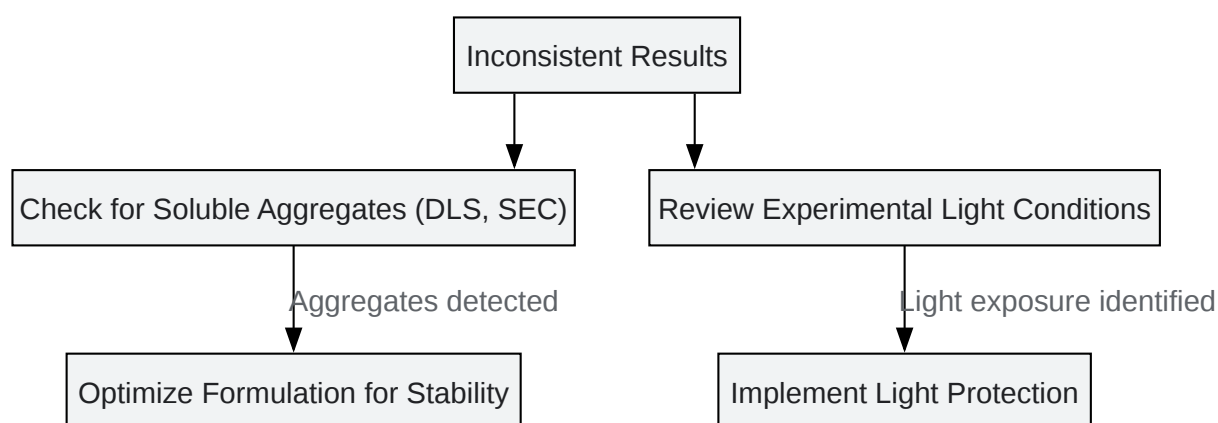 Inconsistent Results
Check for Soluble Aggregates (DLS, SEC)
Review Experimental Light Conditions
Aggregates detected
Light exposure identified
Optimize Formulation for Stability
Implement Light Protection